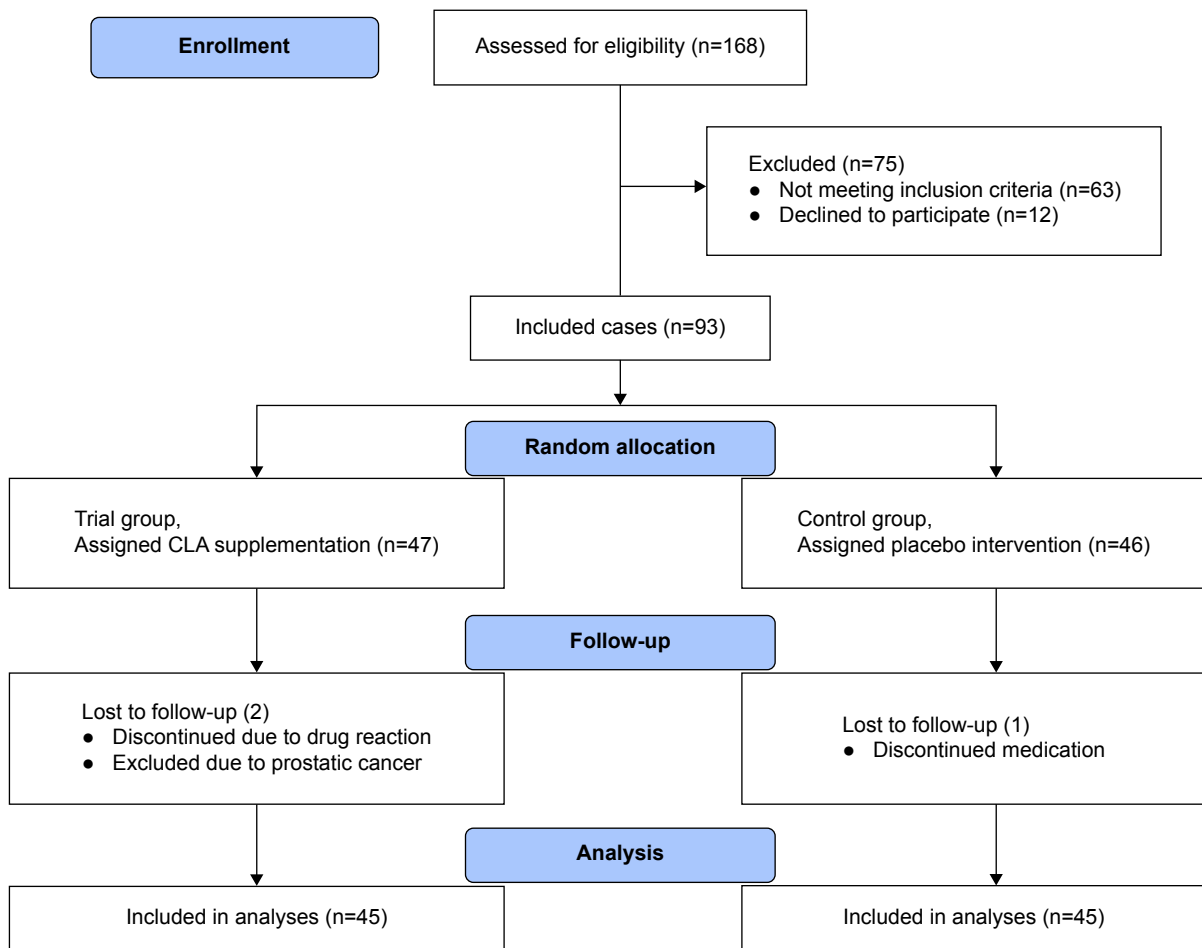 Enrollment
Assessed for eligibility (n=168)
Excluded (n=75)
● Not meeting inclusion criteria (n=63)
● Declined to participate (n=12)
Included cases (n=93)
Random allocation
Trial group,
Assigned CLA supplementation (n=47)
Control group,
Assigned placebo intervention (n=46)
Follow-up
Lost to follow-up (2)
● Discontinued due to drug reaction
● Excluded due to prostatic cancer
Lost to follow-up (1)
● Discontinued medication
Analysis
Included in analyses (n=45)
Included in analyses (n=45)